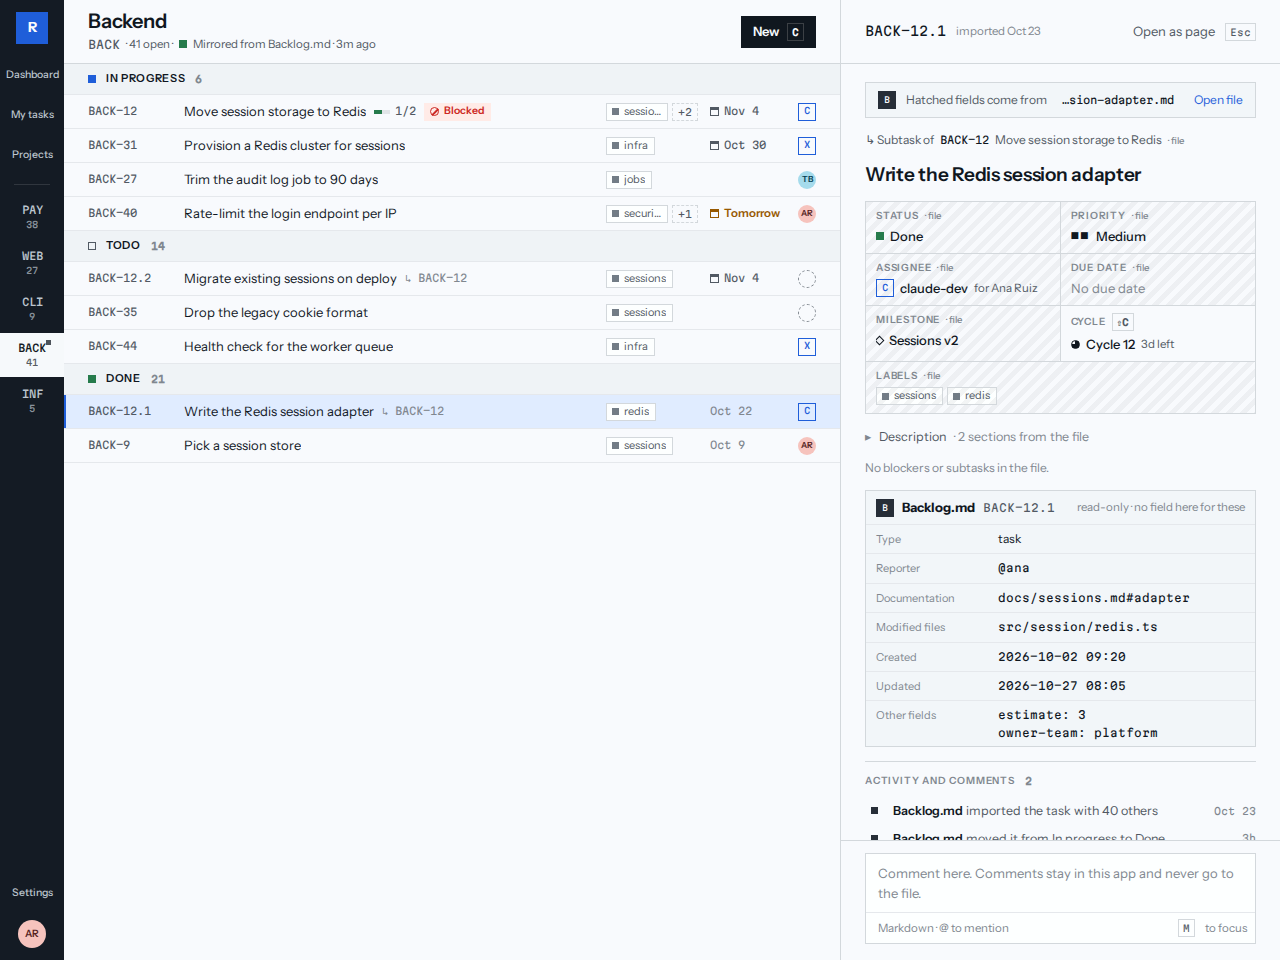 R
Dashboard
My tasks
Projects
PAY
38
WEB
27
CLI
9
BACK
41
INF
5
Settings
AR
Backend
BACK · 41 open · Mirrored from Backlog.md · 3m ago
New C
IN PROGRESS 6
BACK-12 Move session storage to Redis 1/2 Blocked sessio… +2 Nov 4 C
BACK-31 Provision a Redis cluster for sessions infra Oct 30 X
BACK-27 Trim the audit log job to 90 days jobs TB
BACK-40 Rate-limit the login endpoint per IP securi… +1 Tomorrow AR
TODO 14
BACK-12.2 Migrate existing sessions on deploy ↳ BACK-12 sessions Nov 4
BACK-35 Drop the legacy cookie format sessions
BACK-44 Health check for the worker queue infra X
DONE 21
BACK-12.1 Write the Redis session adapter ↳ BACK-12 redis Oct 22 C
BACK-9 Pick a session store sessions Oct 9 AR
BACK-12.1 imported Oct 23 Open as page Esc
B Hatched fields come from …sion-adapter.md Open file
↳ Subtask of BACK-12 Move session storage to Redis · file
Write the Redis session adapter
STATUS · file
Done
PRIORITY · file
Medium
ASSIGNEE · file
C claude-dev for Ana Ruiz
DUE DATE · file
No due date
MILESTONE · file
Sessions v2
CYCLE ⇧C
Cycle 12 3d left
LABELS · file
sessions redis
▸ Description · 2 sections from the file
No blockers or subtasks in the file.
B Backlog.md BACK-12.1 read-only · no field here for these
Type task
Reporter @ana
Documentation docs/sessions.md#adapter
Modified files src/session/redis.ts
Created 2026-10-02 09:20
Updated 2026-10-27 08:05
Other fields estimate: 3
owner-team: platform
ACTIVITY AND COMMENTS 2
Backlog.md imported the task with 40 others Oct 23
Backlog.md moved it from In progress to Done 3h
Comment here. Comments stay in this app and never go to
the file.
Markdown · @ to mention M to focus